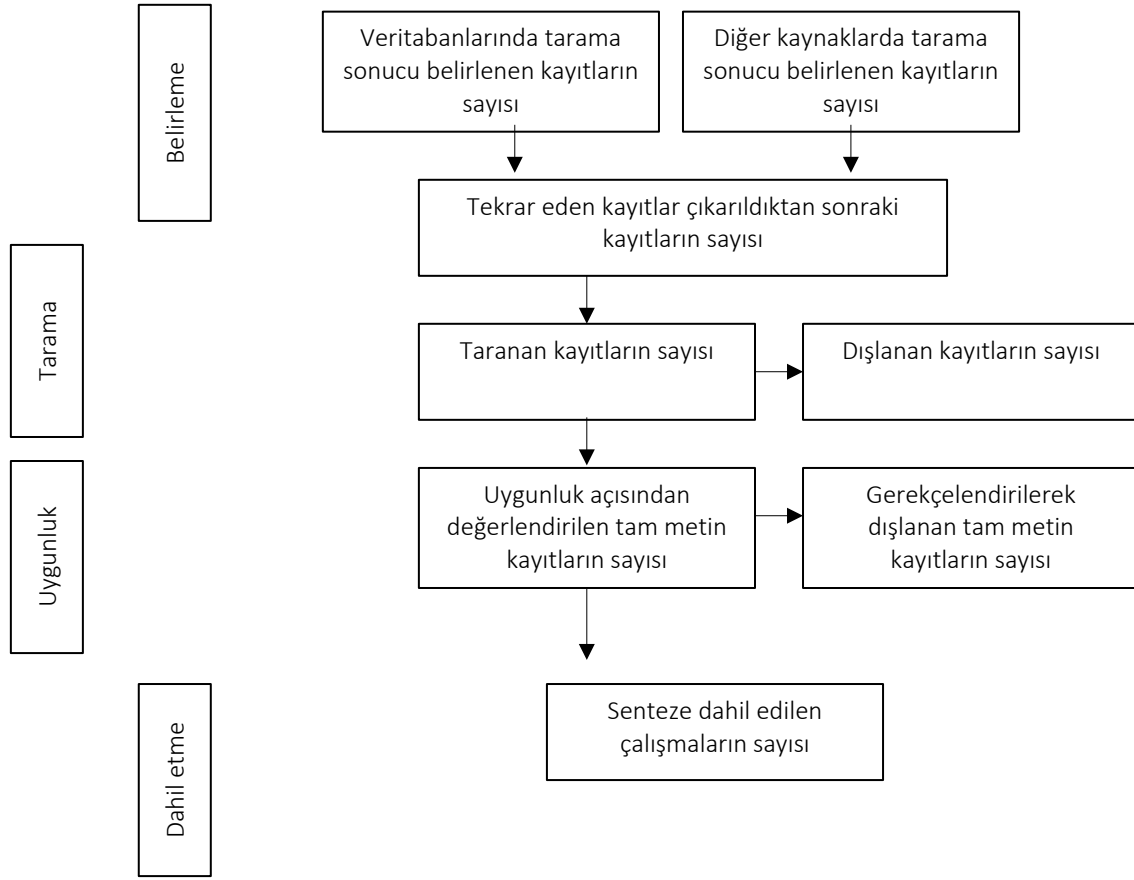 Belirleme
Veritabanlarında tarama
sonucu belirlenen kayıtların
sayısı
Diğer kaynaklarda tarama
sonucu belirlenen kayıtların
sayısı
Tekrar eden kayıtlar çıkarıldıktan sonraki
kayıtların sayısı
Tarama
Taranan kayıtların sayısı
Dışlanan kayıtların sayısı
Uygunluk
Uygunluk açısından
değerlendirilen tam metin
kayıtların sayısı
Gerekçelendirilerek
dışlanan tam metin
kayıtların sayısı
Dahil etme
Senteze dahil edilen
çalışmaların sayısı